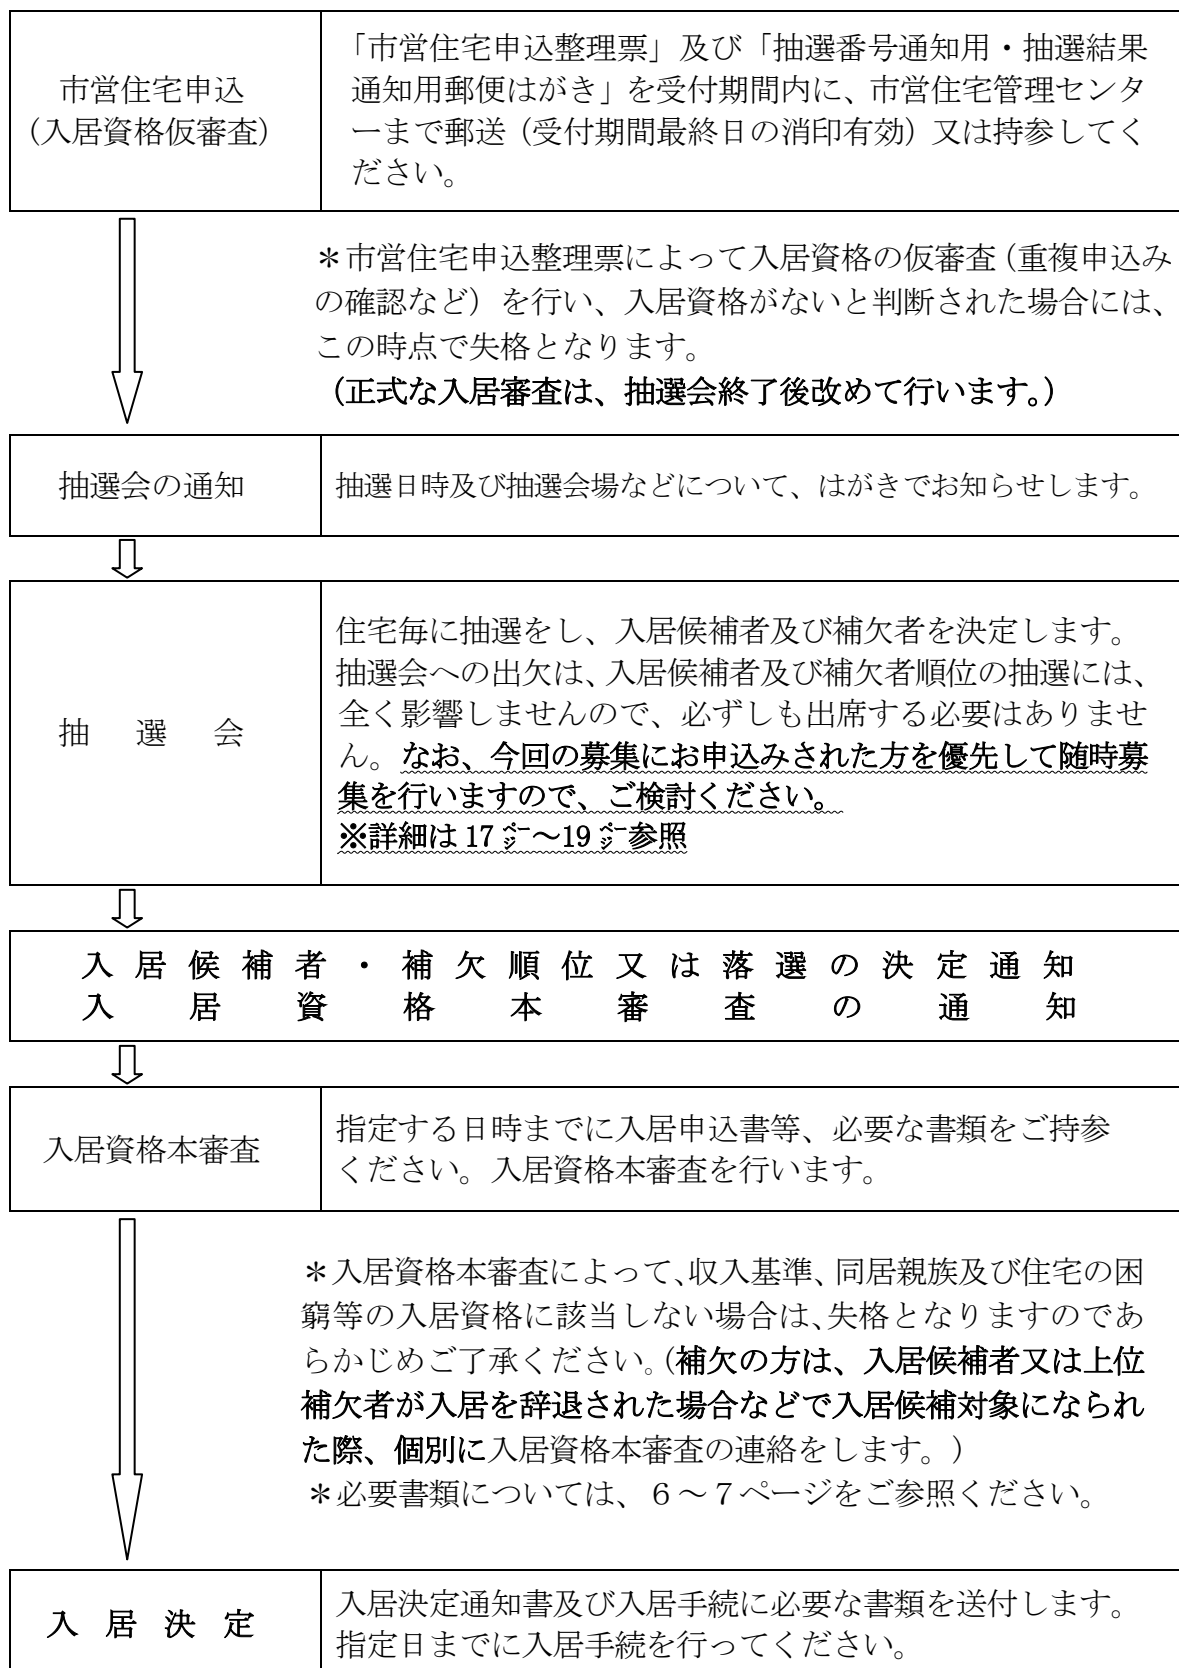 市営住宅申込
（入居資格仮審査）
「市営住宅申込整理票」及び「抽選番号通知用・抽選結果
通知用郵便はがき」を受付期間内に、市営住宅管理センタ
ーまで郵送（受付期間最終日の消印有効）又は持参してく
ださい。
＊市営住宅申込整理票によって入居資格の仮審査（重複申込み
の確認など）を行い、入居資格がないと判断された場合には、
この時点で失格となります。
（正式な入居審査は、抽選会終了後改めて行います。）
抽選会の通知
抽選日時及び抽選会場などについて、はがきでお知らせします。
抽　選　会
住宅毎に抽選をし、入居候補者及び補欠者を決定します。
抽選会への出欠は、入居候補者及び補欠者順位の抽選には、
全く影響しませんので、必ずしも出席する必要はありませ
ん。なお、今回の募集にお申込みされた方を優先して随時募
集を行いますので、ご検討ください。
※詳細は 17 ㌻～19 ㌻参照
入居候補者・補欠順位又は落選の決定通知
入居資格本審査の通知
入居資格本審査
指定する日時までに入居申込書等、必要な書類をご持参
ください。入居資格本審査を行います。
＊入居資格本審査によって、収入基準、同居親族及び住宅の困
窮等の入居資格に該当しない場合は、失格となりますのであ
らかじめご了承ください。（補欠の方は、入居候補者又は上位
補欠者が入居を辞退された場合などで入居候補対象になられ
た際、個別に入居資格本審査の連絡をします。）
＊必要書類については、６～７ページをご参照ください。
入　居　決　定
入居決定通知書及び入居手続に必要な書類を送付します。
指定日までに入居手続を行ってください。